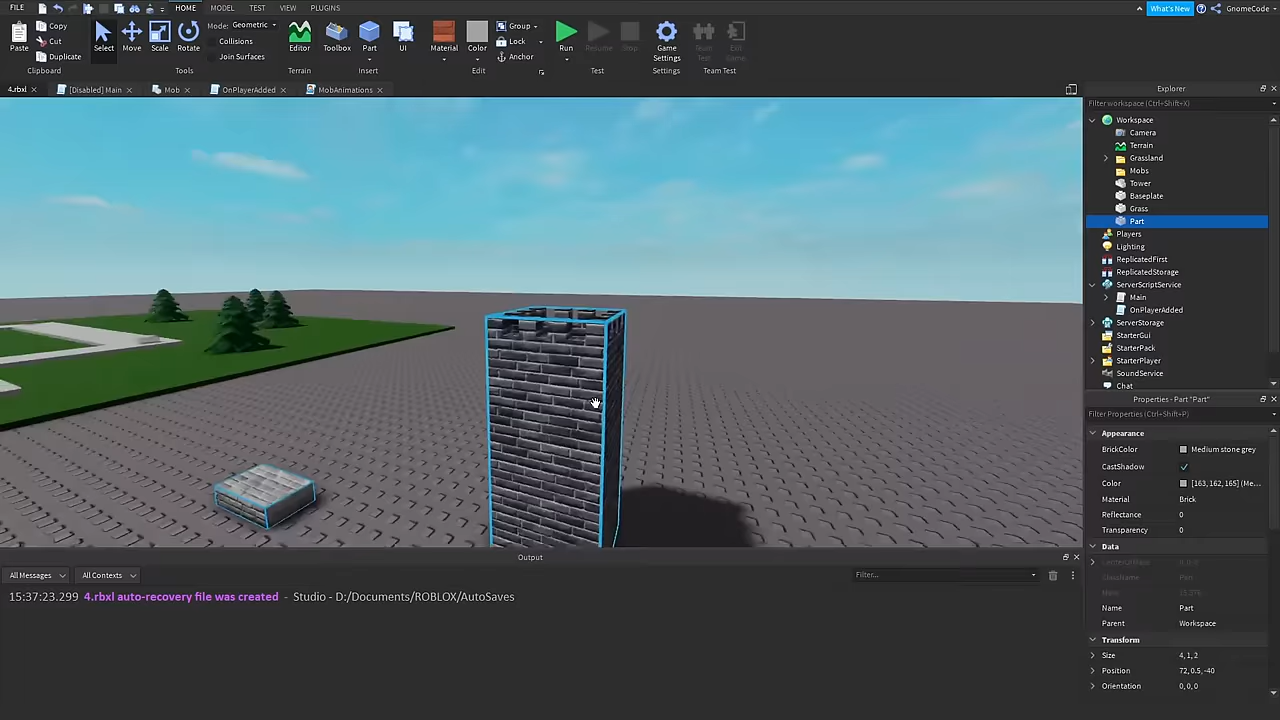 FILE HOME MODEL TEST VIEW PLUGINS What's New GnomeCode
Paste Copy Cut Duplicate Select Move Scale Rotate Mode: Geometric Collisions Join Surfaces Editor Toolbox Part UI Material Color Group Lock Anchor Run Resume Stop Game Settings Team Test Exit Game
Clipboard Tools Terrain Insert Edit Test Settings Team Test
4.rbxl [Disabled] Main Mob OnPlayerAdded MobAnimations
Explorer
Filter workspace (Ctrl+Shift+X)
Workspace
Camera
Terrain
Grassland
Mobs
Tower
Baseplate
Grass
Part
Players
Lighting
ReplicatedFirst
ReplicatedStorage
ServerScriptService
Main
OnPlayerAdded
ServerStorage
StarterGui
StarterPack
StarterPlayer
SoundService
Chat
Properties - Part "Part"
Filter Properties (Ctrl+Shift+P)
Appearance
BrickColor Medium stone grey
CastShadow
Color [163, 162, 165] (Me...
Material Brick
Reflectance 0
Transparency 0
Data
ClassName Part
Name Part
Parent Workspace
Transform
Size 4, 1, 2
Position 72, 0.5, -40
Orientation 0, 0, 0
Output
All Messages All Contexts Filter...
15:37:23.299 4.rbxl auto-recovery file was created - Studio - D:/Documents/ROBLOX/AutoSaves